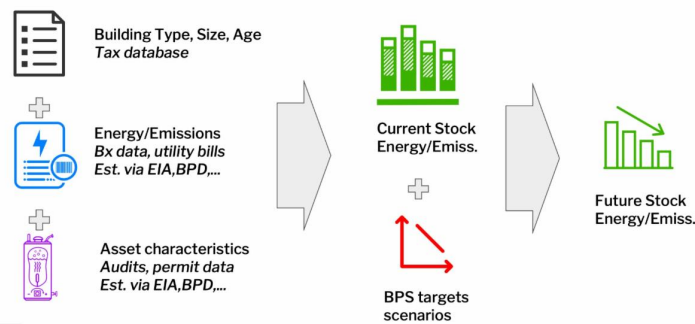 Building Type, Size, Age
Tax database
Energy/Emissions
Bx data, utility bills
Est. via EIA,BPD,...
Asset characteristics
Audits, permit data
Est. via EIA,BPD,...
Current Stock
Energy/Emiss.
BPS targets
scenarios
Future Stock
Energy/Emiss.